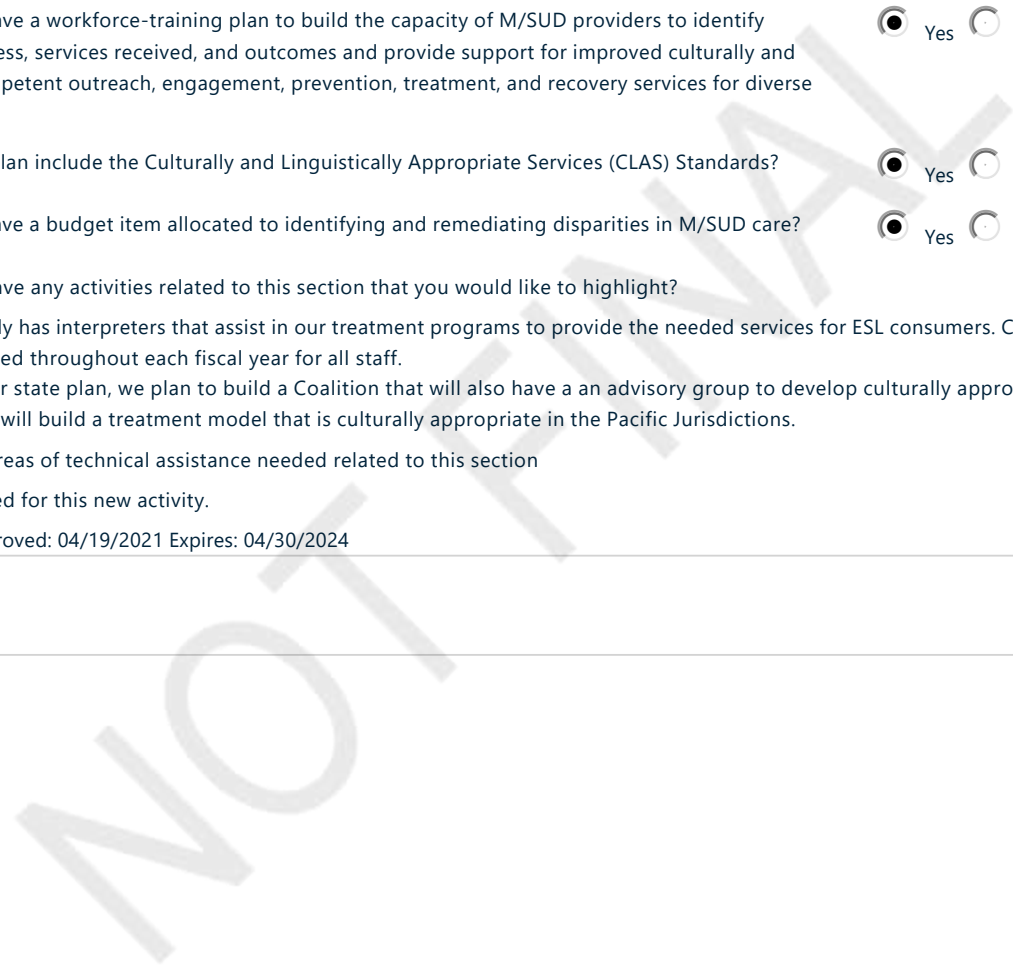 ve a workforce-training plan to build the capacity of M/SUD providers to identify
ess, services received, and outcomes and provide support for improved culturally and
petent outreach, engagement, prevention, treatment, and recovery services for diverse
Yes
lan include the Culturally and Linguistically Appropriate Services (CLAS) Standards?
Yes
ve a budget item allocated to identifying and remediating disparities in M/SUD care?
Yes
ve any activities related to this section that you would like to highlight?
ly has interpreters that assist in our treatment programs to provide the needed services for ESL consumers. C
ed throughout each fiscal year for all staff.
r state plan, we plan to build a Coalition that will also have a an advisory group to develop culturally appro
will build a treatment model that is culturally appropriate in the Pacific Jurisdictions.
reas of technical assistance needed related to this section
ed for this new activity.
roved: 04/19/2021 Expires: 04/30/2024
NOT FINAL